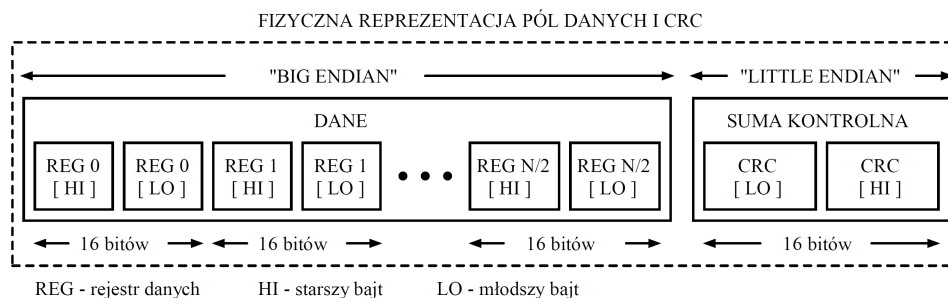 FIZYCZNA REPREZENTACJA PÓL DANYCH I CRC
"BIG ENDIAN" "LITTLE ENDIAN"
DANE SUMA KONTROLNA
REG 0 REG 0 REG 1 REG 1 REG N/2 REG N/2 CRC CRC
[ HI ] [ LO ] [ HI ] [ LO ] [ HI ] [ LO ] [ LO ] [ HI ]
16 bitów 16 bitów 16 bitów 16 bitów
REG - rejestr danych HI - starszy bajt LO - młodszy bajt